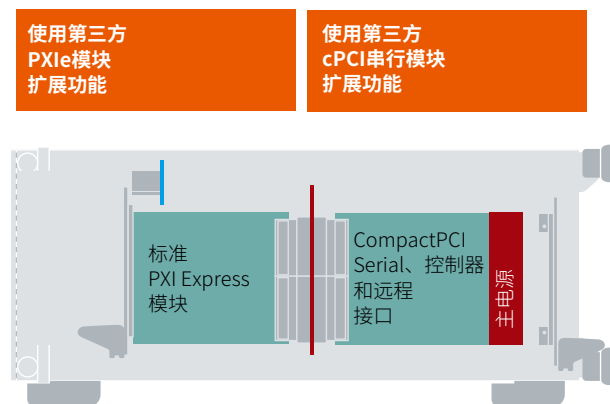 使用第三方
PXIe模块
扩展功能
使用第三方
cPCI串行模块
扩展功能
标准
PXI Express
模块
CompactPCI
Serial、控制器
和远程
接口
主电源